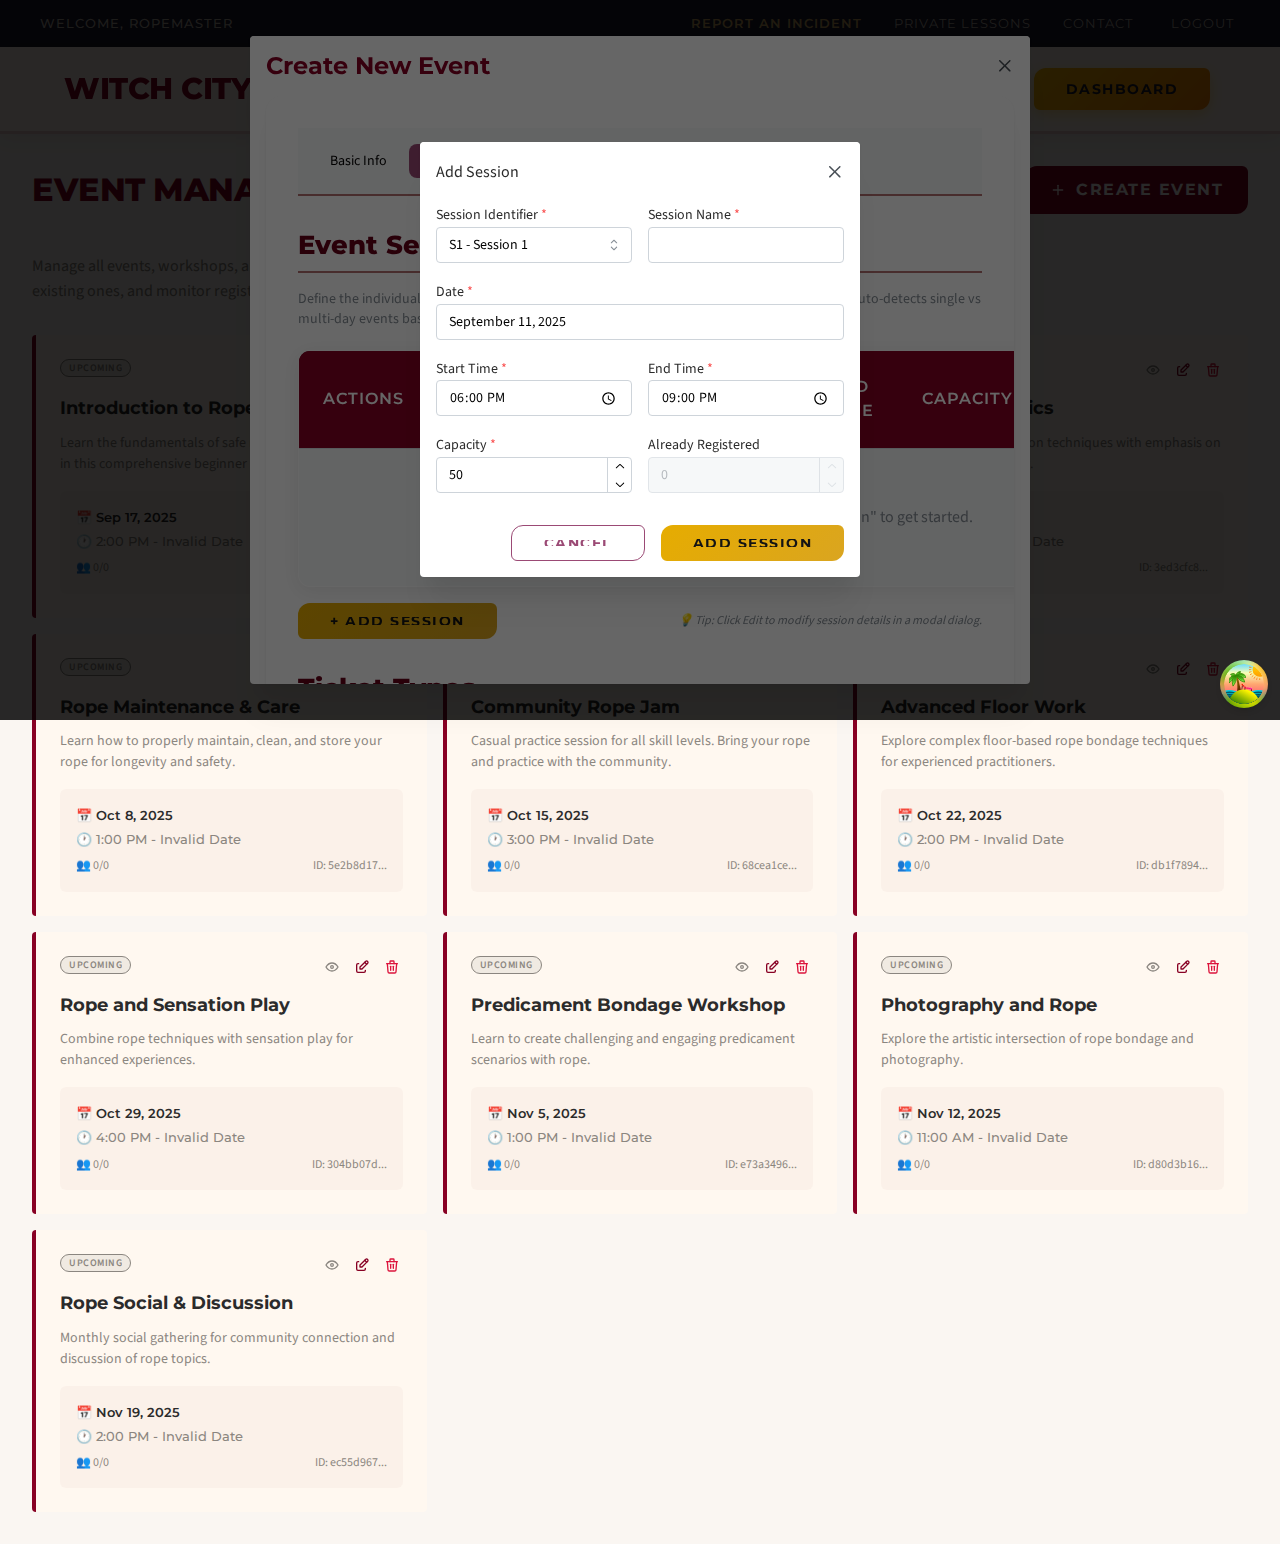 WELCOME, ROPEMASTER
REPORT AN INCIDENT
PRIVATE LESSONS
CONTACT
LOGOUT
WITCH CITY
DASHBOARD
Create New Event
EVENT MANA
CREATE EVENT
Manage all events, workshops, a
existing ones, and monitor regist
Basic Info
Event Se
Define the individual
uto-detects single vs
multi-day events bas
ACTIONS
CAPACITY
n" to get started.
+ ADD SESSION
💡 Tip: Click Edit to modify session details in a modal dialog.
Ticket Types
Add Session
Session Identifier *
Session Name *
S1 - Session 1
Date *
September 11, 2025
Start Time *
End Time *
06:00 PM
09:00 PM
Capacity *
Already Registered
50
0
CANCEL
ADD SESSION
UPCOMING
Introduction to Rope
Learn the fundamentals of safe
in this comprehensive beginner
📅 Sep 17, 2025
🕐 2:00 PM - Invalid Date
👥 0/0
ics
on techniques with emphasis on
Date
ID: 3ed3cfc8...
UPCOMING
Rope Maintenance & Care
Learn how to properly maintain, clean, and store your
rope for longevity and safety.
📅 Oct 8, 2025
🕐 1:00 PM - Invalid Date
👥 0/0
ID: 5e2b8d17...
Community Rope Jam
Casual practice session for all skill levels. Bring your rope
and practice with the community.
📅 Oct 15, 2025
🕐 3:00 PM - Invalid Date
👥 0/0
ID: 68cea1ce...
Advanced Floor Work
Explore complex floor-based rope bondage techniques
for experienced practitioners.
📅 Oct 22, 2025
🕐 2:00 PM - Invalid Date
👥 0/0
ID: db1f7894...
UPCOMING
Rope and Sensation Play
Combine rope techniques with sensation play for
enhanced experiences.
📅 Oct 29, 2025
🕐 4:00 PM - Invalid Date
👥 0/0
ID: 304bb07d...
UPCOMING
Predicament Bondage Workshop
Learn to create challenging and engaging predicament
scenarios with rope.
📅 Nov 5, 2025
🕐 1:00 PM - Invalid Date
👥 0/0
ID: e73a3496...
UPCOMING
Photography and Rope
Explore the artistic intersection of rope bondage and
photography.
📅 Nov 12, 2025
🕐 11:00 AM - Invalid Date
👥 0/0
ID: d80d3b16...
UPCOMING
Rope Social & Discussion
Monthly social gathering for community connection and
discussion of rope topics.
📅 Nov 19, 2025
🕐 2:00 PM - Invalid Date
👥 0/0
ID: ec55d967...